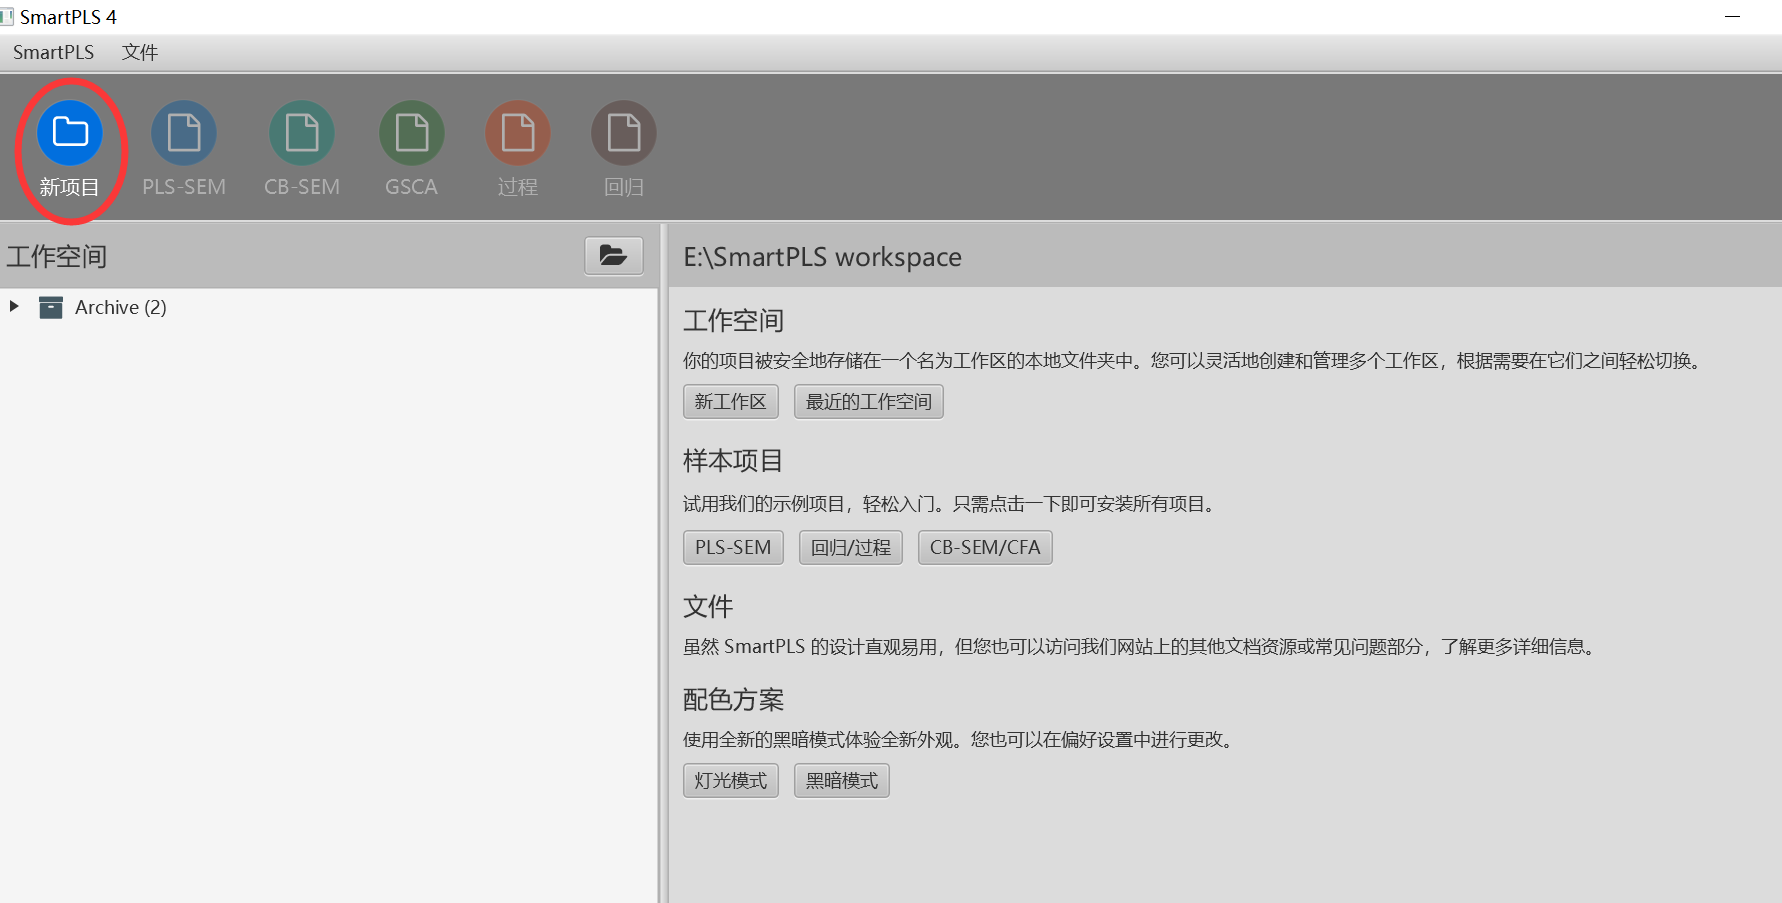 SmartPLS 4
SmartPLS 文件
新项目 PLS-SEM CB-SEM GSCA 过程 回归
工作空间
Archive (2)
E:\SmartPLS workspace
工作空间
你的项目被安全地存储在一个名为工作区的本地文件夹中。您可以灵活地创建和管理多个工作区，根据需要在它们之间轻松切换。
新工作区 最近的工作空间
样本项目
试用我们的示例项目，轻松入门。只需点击一下即可安装所有项目。
PLS-SEM 回归/过程 CB-SEM/CFA
文件
虽然 SmartPLS 的设计直观易用，但您也可以访问我们网站上的其他文档资源或常见问题部分，了解更多详细信息。
配色方案
使用全新的黑暗模式体验全新外观。您也可以在偏好设置中进行更改。
灯光模式 黑暗模式